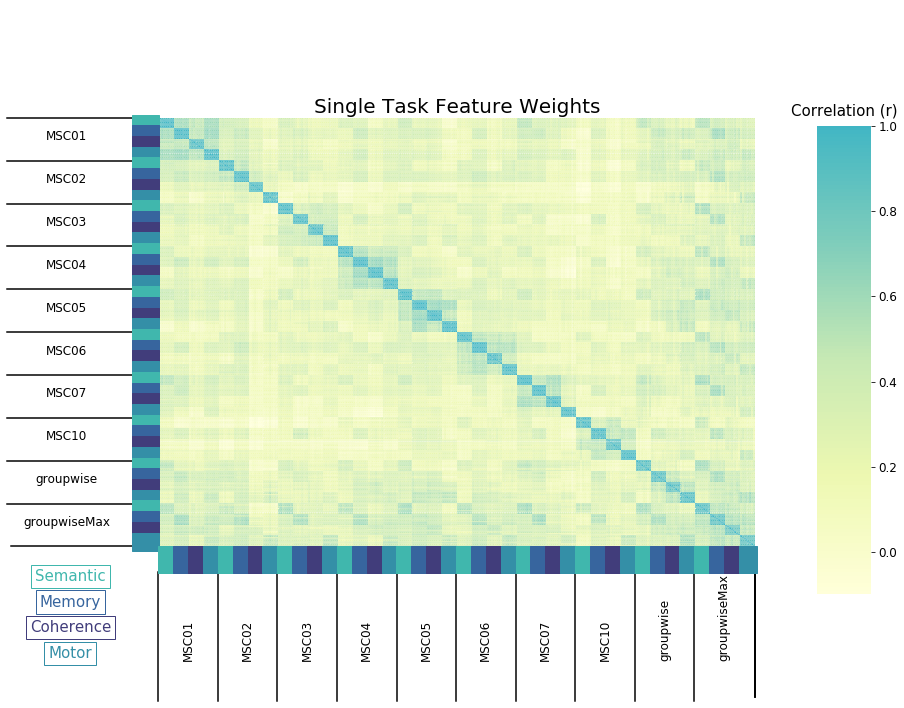 Single Task Feature Weights
Correlation (r)
MSC01
MSC02
MSC03
MSC04
MSC05
MSC06
MSC07
MSC10
groupwise
groupwiseMax
1.0
0.8
0.6
0.4
0.2
0.0
Semantic
Memory
Coherence
Motor
MSC01
MSC02
MSC03
MSC04
MSC05
MSC06
MSC07
MSC10
groupwise
groupwiseMax